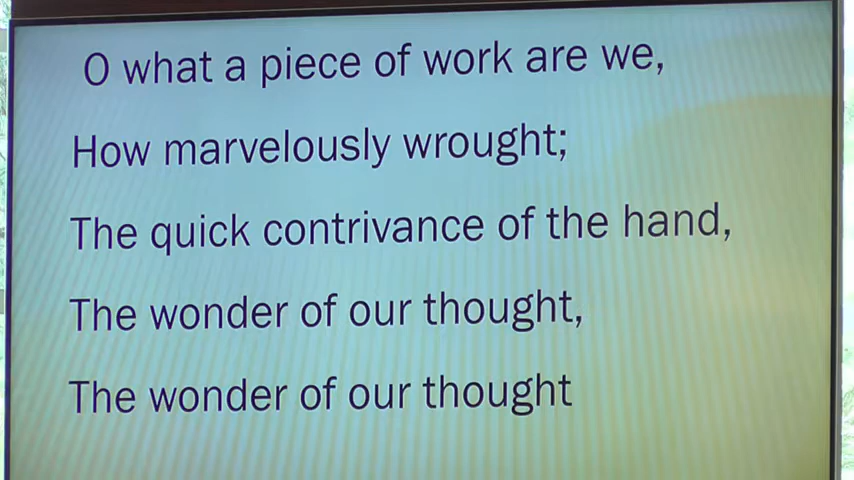 O what a piece of work are we,
How marvelously wrought;
The quick contrivance of the hand,
The wonder of our thought,
The wonder of our thought